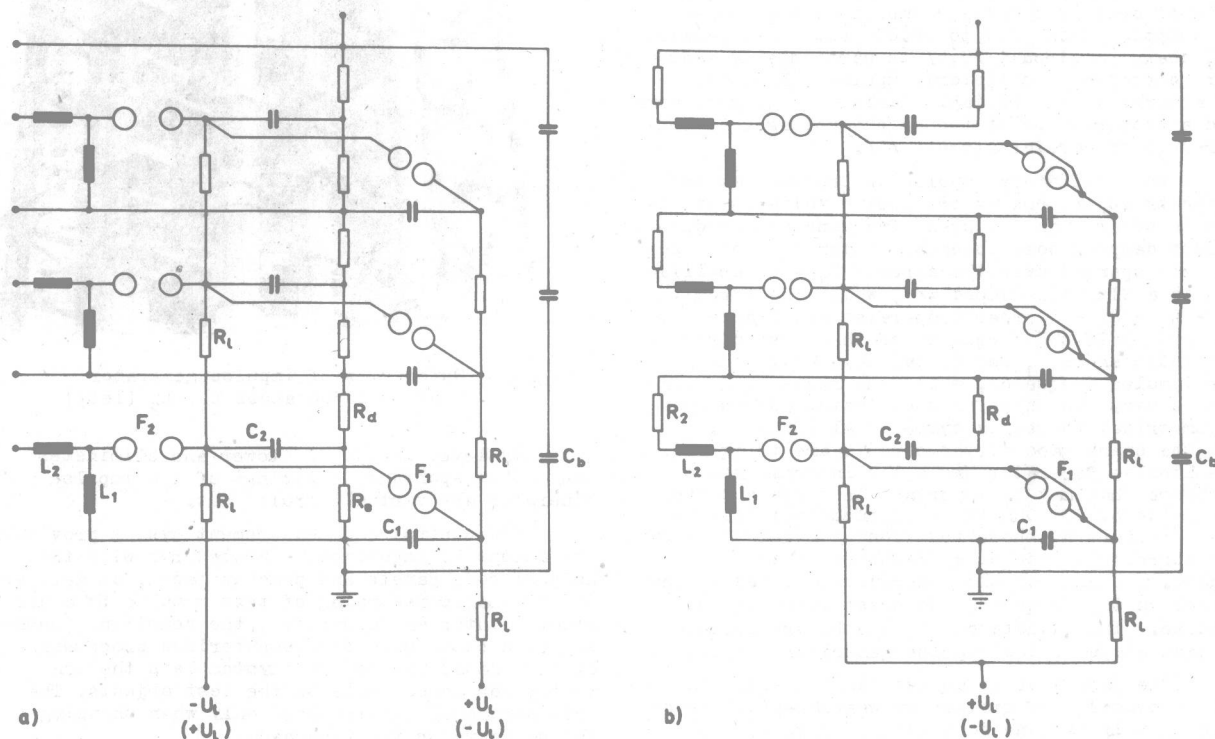 R_l
R_l
R_d
F_2
C_2
R_l
C_b
L_2
F_1
L_1
R_l
R_e
C_1
R_l
-U_l
(+U_l)
+U_l
(-U_l)
a)
R_l
R_2
R_d
F_2
C_2
L_2
F_1
R_l
C_b
L_1
R_l
C_1
R_l
+U_l
(-U_l)
b)